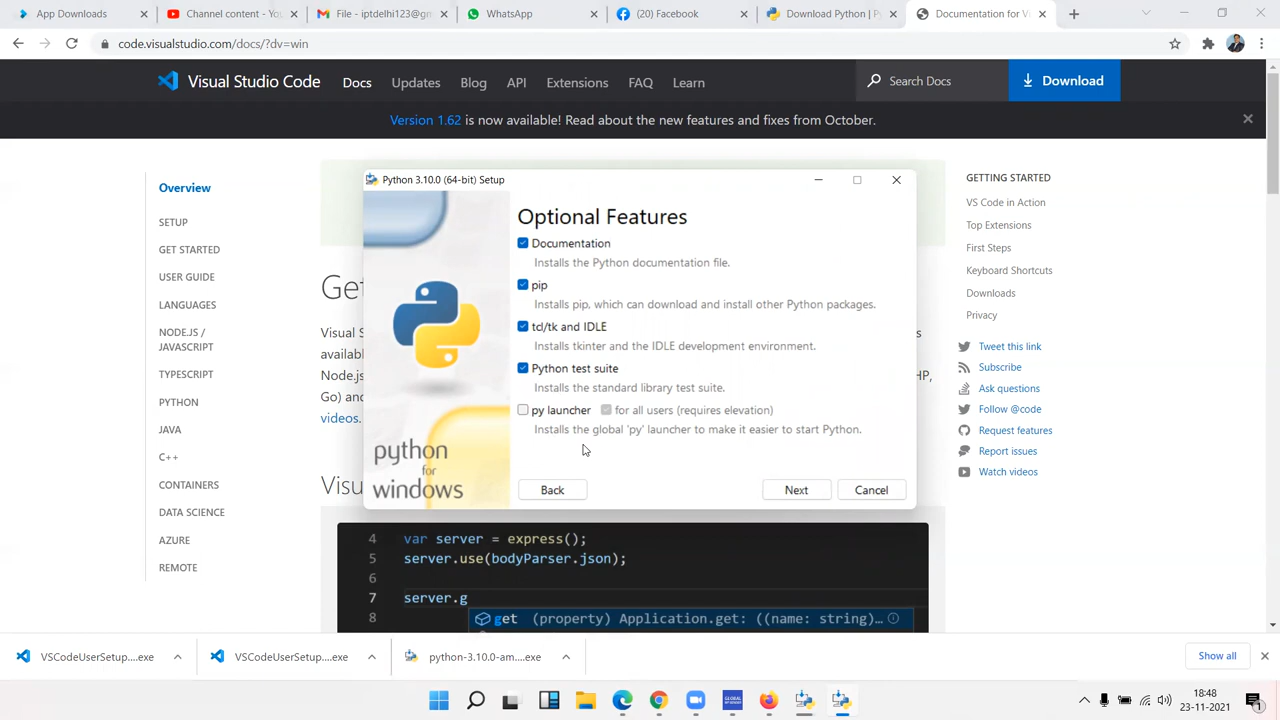 App Downloads
Channel content - Yo
File - iptdelhi123@gm
WhatsApp
(20) Facebook
Download Python | Py
Documentation for Vi
code.visualstudio.com/docs/?dv=win
Visual Studio Code
Docs
Updates
Blog
API
Extensions
FAQ
Learn
Search Docs
Download
Version 1.62 is now available! Read about the new features and fixes from October.
Overview
SETUP
GET STARTED
USER GUIDE
LANGUAGES
NODE.JS /
JAVASCRIPT
TYPESCRIPT
PYTHON
JAVA
C++
CONTAINERS
DATA SCIENCE
AZURE
REMOTE
Get
Visual S
availabl
Node.js
Go) and
videos.
HP,
Visu
Python 3.10.0 (64-bit) Setup
Optional Features
Documentation
Installs the Python documentation file.
pip
Installs pip, which can download and install other Python packages.
tcl/tk and IDLE
Installs tkinter and the IDLE development environment.
Python test suite
Installs the standard library test suite.
py launcher for all users (requires elevation)
Installs the global 'py' launcher to make it easier to start Python.
python
for
windows
Back
Next
Cancel
4 var server = express();
5 server.use(bodyParser.json);
6
7 server.g
8 get (property) Application.get: ((name: string)…
GETTING STARTED
VS Code in Action
Top Extensions
First Steps
Keyboard Shortcuts
Downloads
Privacy
Tweet this link
Subscribe
Ask questions
Follow @code
Request features
Report issues
Watch videos
VSCodeUserSetup....exe
VSCodeUserSetup....exe
python-3.10.0-am....exe
Show all
18:48
23-11-2021